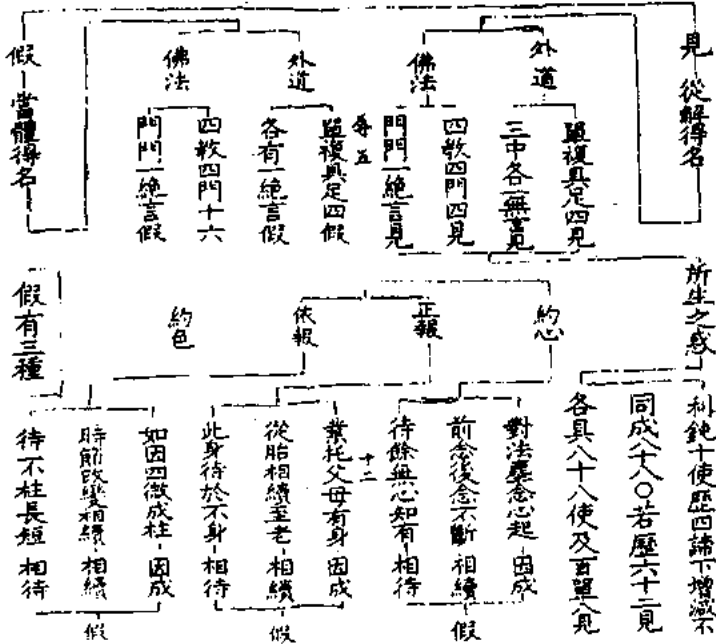 見 從解得名
外道
單複具足四見
三中各一無言見
佛法
四教四門四見
門門一絕言見
卷五
外道
單複具足四假
各有一絕言假
佛法
四教四門十六
門門一絕言假
假 當體得名
所生之惑
利鈍十使歷四諦下增減不
同成八十八〇若歷六十二見
各具八十八使及百單八見
約心
對法塵念心起-因成
前念後念不斷 相續
待餘無心知有-相待
假
正報
業托父母有身-因成
從胎相續至老-相續
此身待於不身-相待
假
十二
依報
約色
如因四微成柱-因成
時節改變相續-相續
待不柱長短 相待
假
假有三種